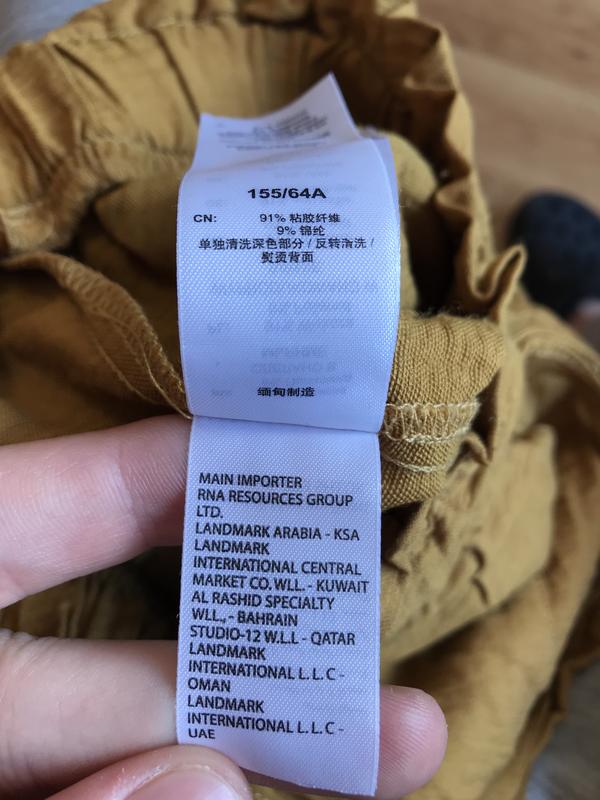 155/64A
CN: 91% 粘胶纤维
9% 锦纶
单独清洗深色部分 / 反转清洗 /
熨烫背面
缅甸制造
MAIN IMPORTER
RNA RESOURCES GROUP
LTD.
LANDMARK ARABIA - KSA
LANDMARK
INTERNATIONAL CENTRAL
MARKET CO. WLL. - KUWAIT
AL RASHID SPECIALTY
WLL., - BAHRAIN
STUDIO-12 W.L.L - QATAR
LANDMARK
INTERNATIONAL L.L.C -
OMAN
LANDMARK
INTERNATIONAL L.L.C -
UAE